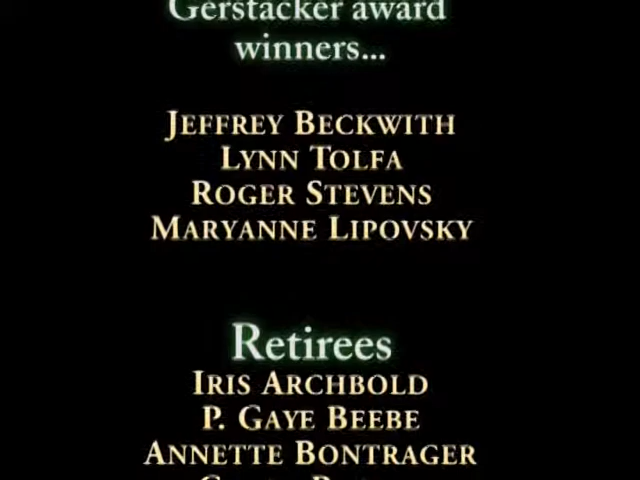 Gerstacker award
winners...
JEFFREY BECKWITH
LYNN TOLFA
ROGER STEVENS
MARYANNE LIPOVSKY
Retirees
IRIS ARCHBOLD
P. GAYE BEEBE
ANNETTE BONTRAGER